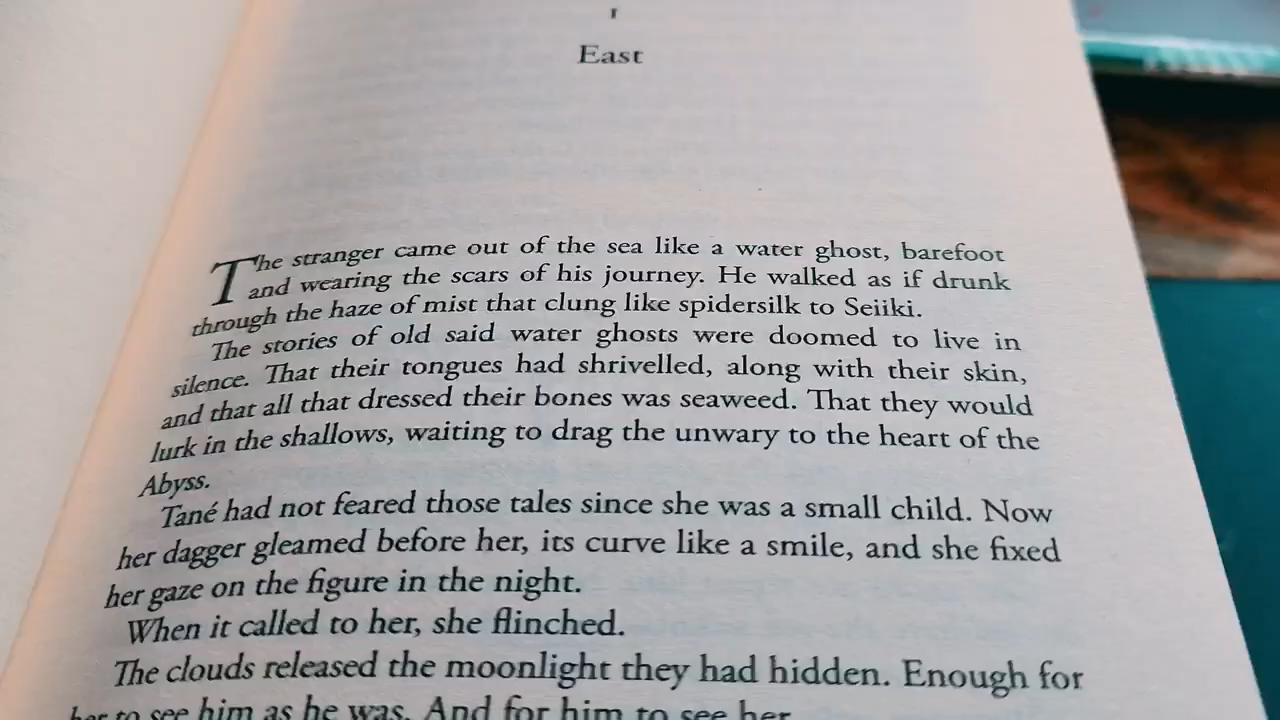 1
East
The stranger came out of the sea like a water ghost, barefoot
and wearing the scars of his journey. He walked as if drunk
through the haze of mist that clung like spidersilk to Seiiki.
The stories of old said water ghosts were doomed to live in
silence. That their tongues had shrivelled, along with their skin,
and that all that dressed their bones was seaweed. That they would
lurk in the shallows, waiting to drag the unwary to the heart of the
Abyss.
Tané had not feared those tales since she was a small child. Now
her dagger gleamed before her, its curve like a smile, and she fixed
her gaze on the figure in the night.
When it called to her, she flinched.
The clouds released the moonlight they had hidden. Enough for
her to see him as he was. And for him to see her.